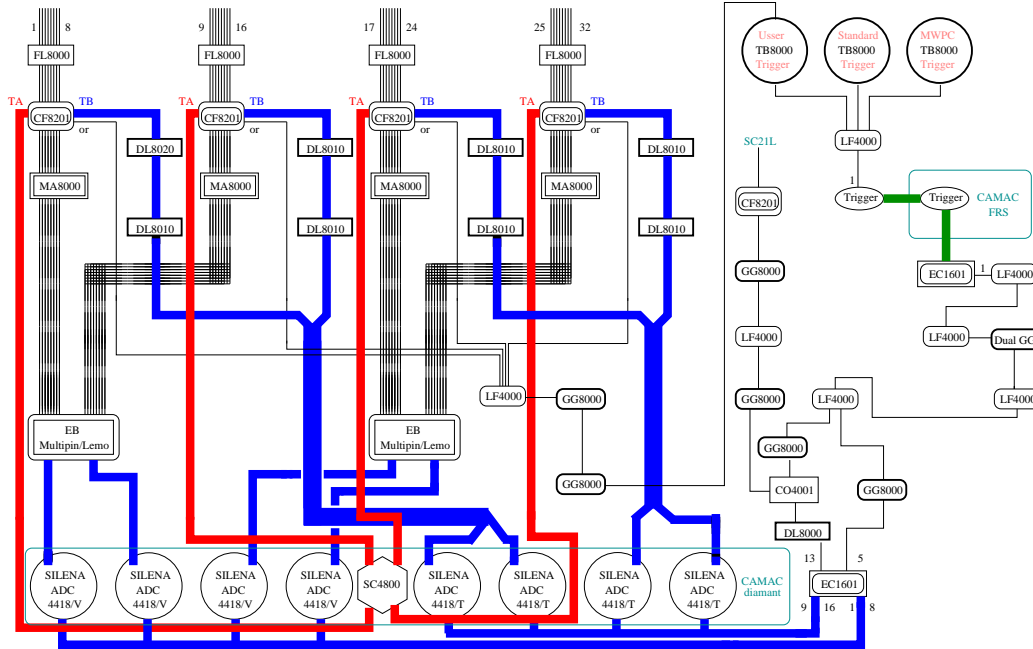 1 8 9 16 17 24 25 32
FL8000 FL8000 FL8000 FL8000
Usser
TB8000
Trigger
Standard
TB8000
Trigger
MWPC
TB8000
Trigger
TA TB TA TB TA TB TA TB
CF8201 CF8201 CF8201 CF8201
or or or or
DL8020 DL8010 DL8010 DL8010
SC21L
LF4000
MA8000 MA8000 MA8000 MA8000
1
Trigger Trigger
CAMAC
FRS
CF8201
DL8010 DL8010 DL8010 DL8010
GG8000
EC1601 1 LF4000
LF4000
LF4000 Dual GG
LF4000 GG8000 GG8000 LF4000 LF4000
EB
Multipin/Lemo
EB
Multipin/Lemo
GG8000
GG8000 CO4001 GG8000
DL8000
13 5
SILENA
ADC
4418/V
SILENA
ADC
4418/V
SILENA
ADC
4418/V
SILENA
ADC
4418/V
SC4800
SILENA
ADC
4418/T
SILENA
ADC
4418/T
SILENA
ADC
4418/T
SILENA
ADC
4418/T
CAMAC
diamant
EC1601
9 16 1 8